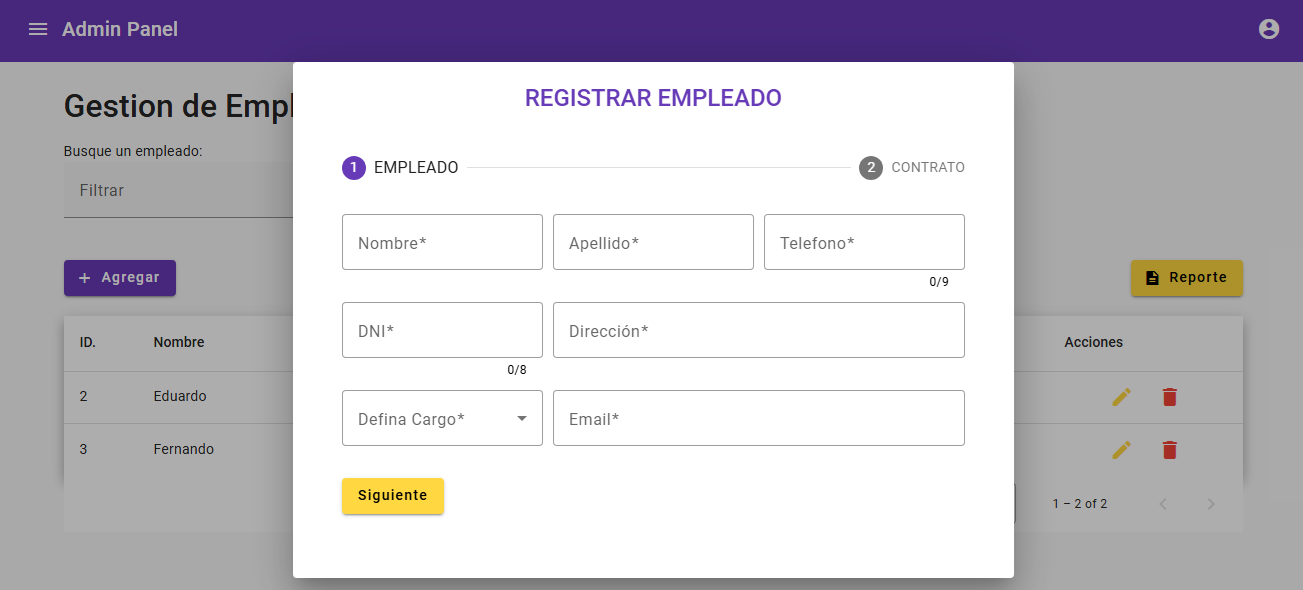 Admin Panel
Gestion de Empl
Busque un empleado:
Filtrar
+ Agregar
Reporte
ID. Nombre Acciones
2 Eduardo
3 Fernando
1 – 2 of 2
REGISTRAR EMPLEADO
1 EMPLEADO 2 CONTRATO
Nombre* Apellido* Telefono*
0/9
DNI* Dirección*
0/8
Defina Cargo* Email*
Siguiente